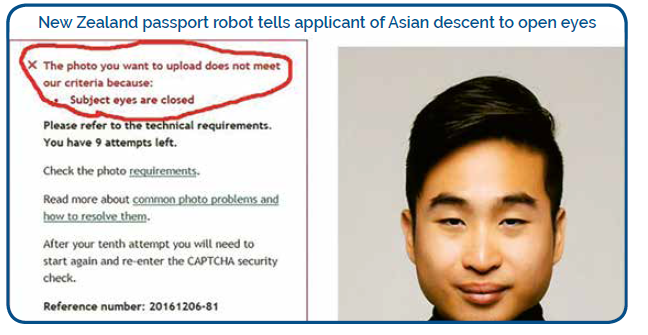 New Zealand passport robot tells applicant of Asian descent to open eyes
X The photo you want to upload does not meet
our criteria because:
• Subject eyes are closed
Please refer to the technical requirements.
You have 9 attempts left.
Check the photo requirements.
Read more about common photo problems and
how to resolve them.
After your tenth attempt you will need to
start again and re-enter the CAPTCHA security
check.
Reference number: 20161206-81